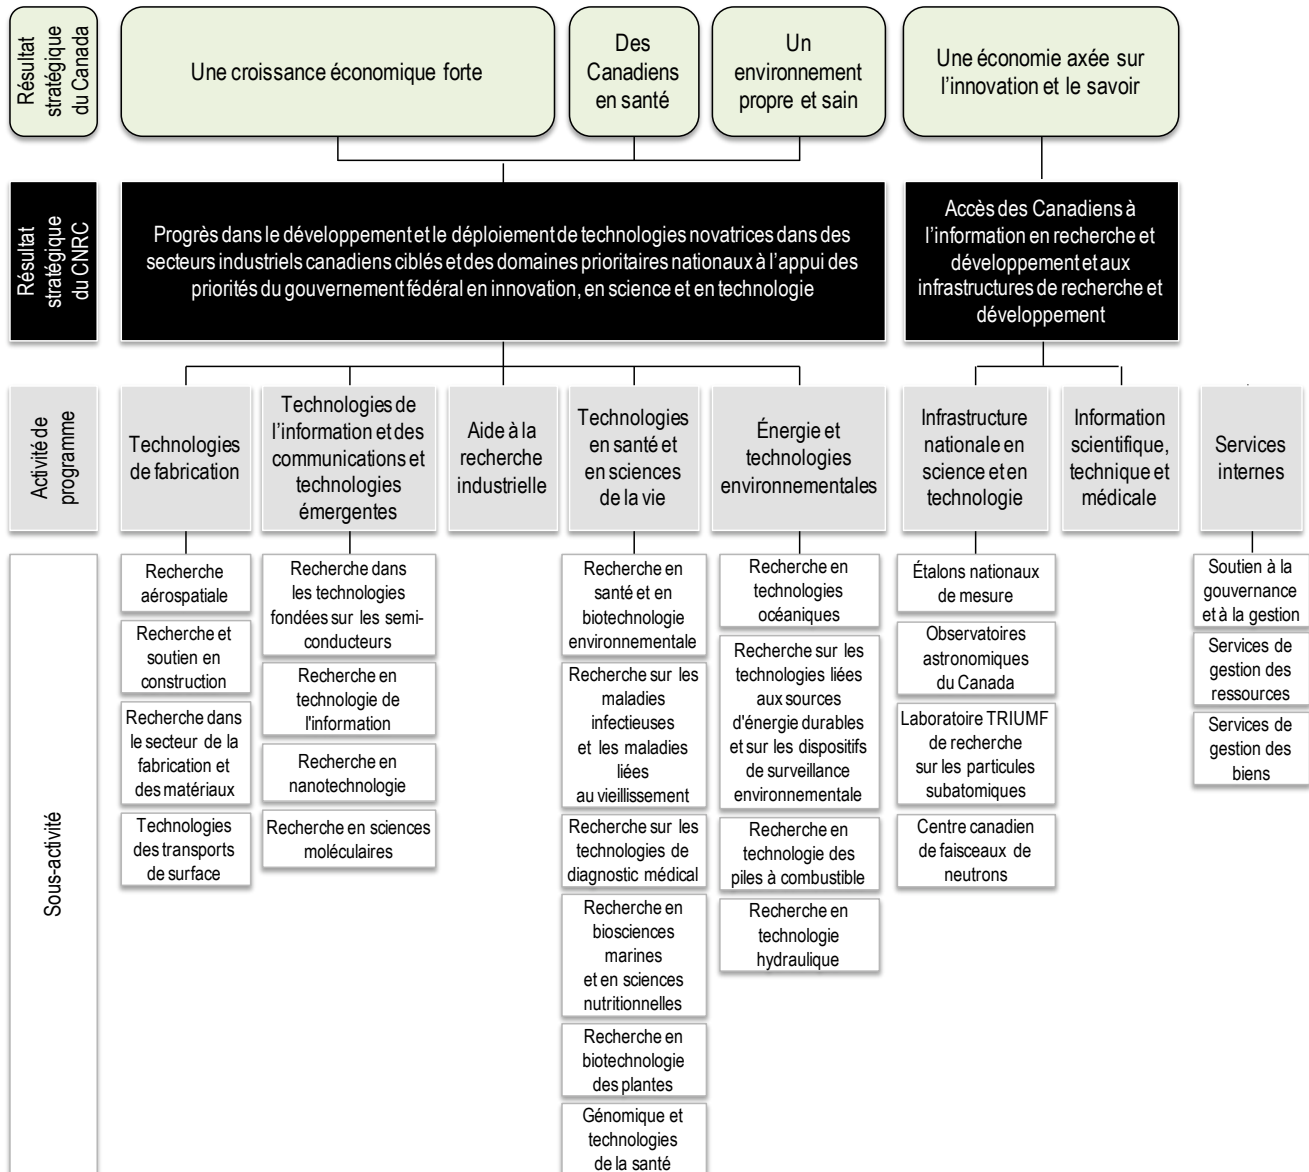 Résultat
stratégique
du Canada
Une croissance économique forte
Des
Canadiens
en santé
Un
environnement
propre et sain
Une économie axée sur
l'innovation et le savoir
Résultat
stratégique
du CNRC
Progrès dans le développement et le déploiement de technologies novatrices dans des
secteurs industriels canadiens ciblés et des domaines prioritaires nationaux à l'appui des
priorités du gouvernement fédéral en innovation, en science et en technologie
Accès des Canadiens à
l'information en recherche et
développement et aux
infrastructures de recherche et
développement
Activité de
programme
Technologies
de fabrication
Technologies de
l'information et des
communications et
technologies
émergentes
Aide à la
recherche
industrielle
Technologies
en santé et
en sciences
de la vie
Énergie et
technologies
environnementales
Infrastructure
nationale en
science et en
technologie
Information
scientifique,
technique et
médicale
Services
internes
Sous-activité
Recherche
aérospatiale
Recherche et
soutien en
construction
Recherche dans
le secteur de la
fabrication et
des matériaux
Technologies
des transports
de surface
Recherche dans
les technologies
fondées sur les semi-
conducteurs
Recherche en
technologie de
l'information
Recherche en
nanotechnologie
Recherche en sciences
moléculaires
Recherche en
santé et en
biotechnologie
environnementale
Recherche sur les
maladies
infectieuses
et les maladies
liées
au vieillissement
Recherche sur les
technologies de
diagnostic médical
Recherche en
biosciences
marines
et en sciences
nutritionnelles
Recherche en
biotechnologie
des plantes
Génomique et
technologies
de la santé
Recherche en
technologies
océaniques
Recherche sur les
technologies liées
aux sources
d'énergie durables
et sur les dispositifs
de surveillance
environnementale
Recherche en
technologie des
piles à combustible
Recherche en
technologie
hydraulique
Étalons nationaux
de mesure
Observatoires
astronomiques
du Canada
Laboratoire TRIUMF
de recherche
sur les particules
subatomiques
Centre canadien
de faisceaux de
neutrons
Soutien à la
gouvernance
et à la gestion
Services de
gestion des
ressources
Services de
gestion des
biens